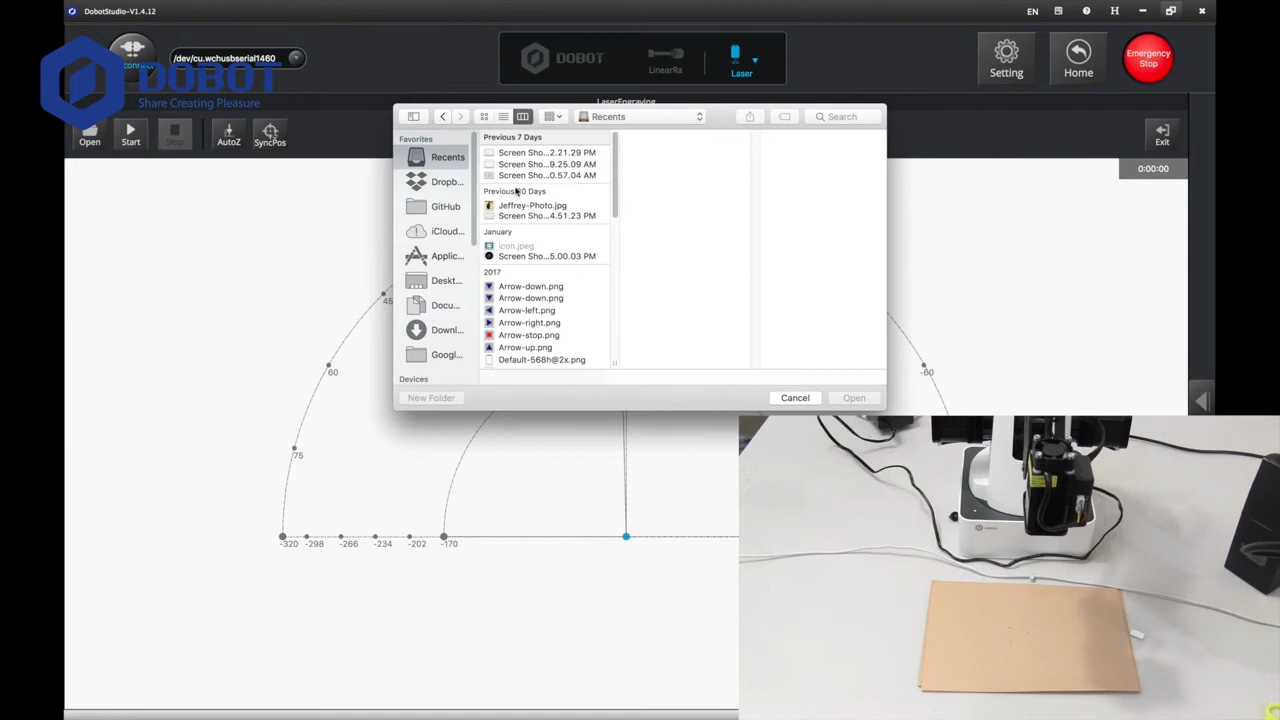 DobotStudio-V1.4.12
EN
H
/dev/cu.wchusbserial1460
DOBOT
Share Creating Pleasure
DOBOT
LinearRa
Laser
Setting
Home
Emergency
Stop
LaserEngraving
Open
Start
Stop
AutoZ
SyncPos
Exit
0:00:00
Recents
Search
Favorites
Recents
Dropb...
GitHub
iCloud...
Applic...
Deskt...
Docu...
Downl...
Googl...
Devices
Previous 7 Days
Screen Sho...2.21.29 PM
Screen Sho...9.25.09 AM
Screen Sho...0.57.04 AM
Previous 30 Days
Jeffrey-Photo.jpg
Screen Sho...4.51.23 PM
January
icon.jpeg
Screen Sho...5.00.03 PM
2017
Arrow-down.png
Arrow-down.png
Arrow-left.png
Arrow-right.png
Arrow-stop.png
Arrow-up.png
Default-568h@2x.png
New Folder
Cancel
Open
45
60
75
-60
-320 -298 -266 -234 -202 -170